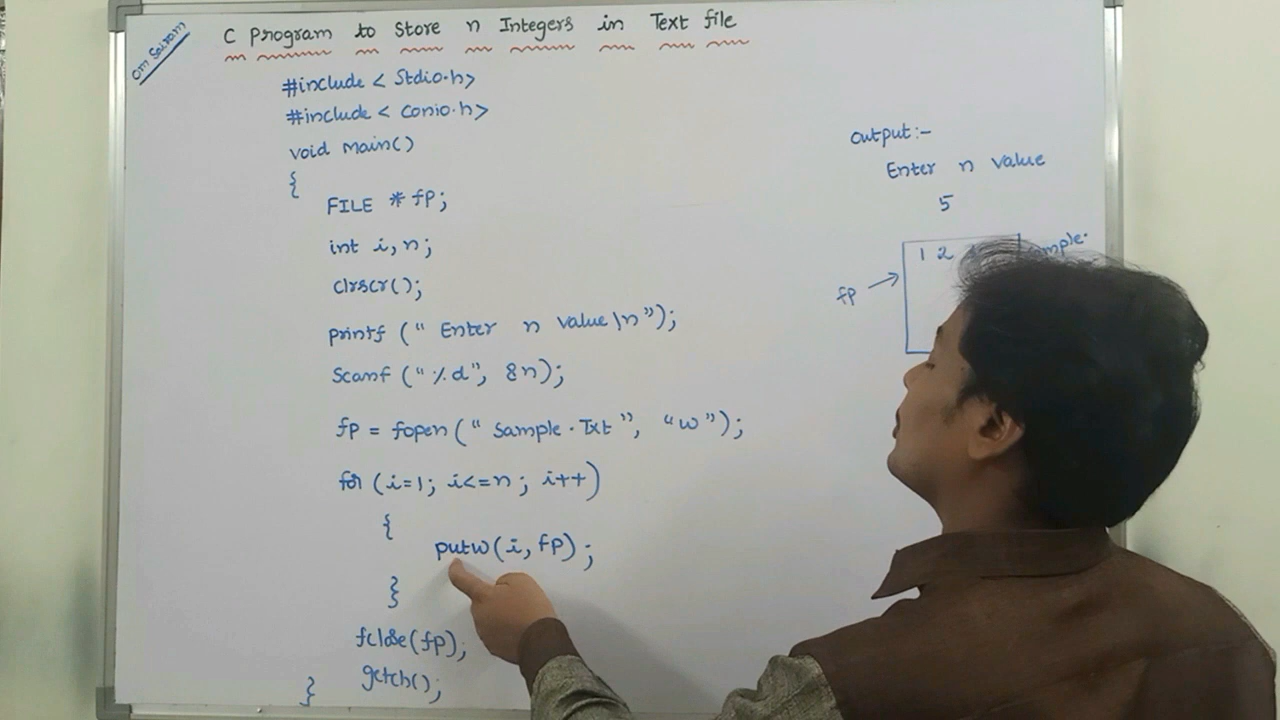 om Sairam
C Program to Store n Integers in Text file
#include < Stdio.h>
#include < Conio.h>
void main()
{
FILE * fp;
int i, n;
clrscr();
printf (" Enter n value \n");
Scanf ("%d", &n);
fp = fopen (" Sample.Txt", "w");
for (i=1; i<=n; i++)
{
putw(i, fp);
}
fclose(fp);
getch();
}
Output:-
Enter n value
5
1 2
fp